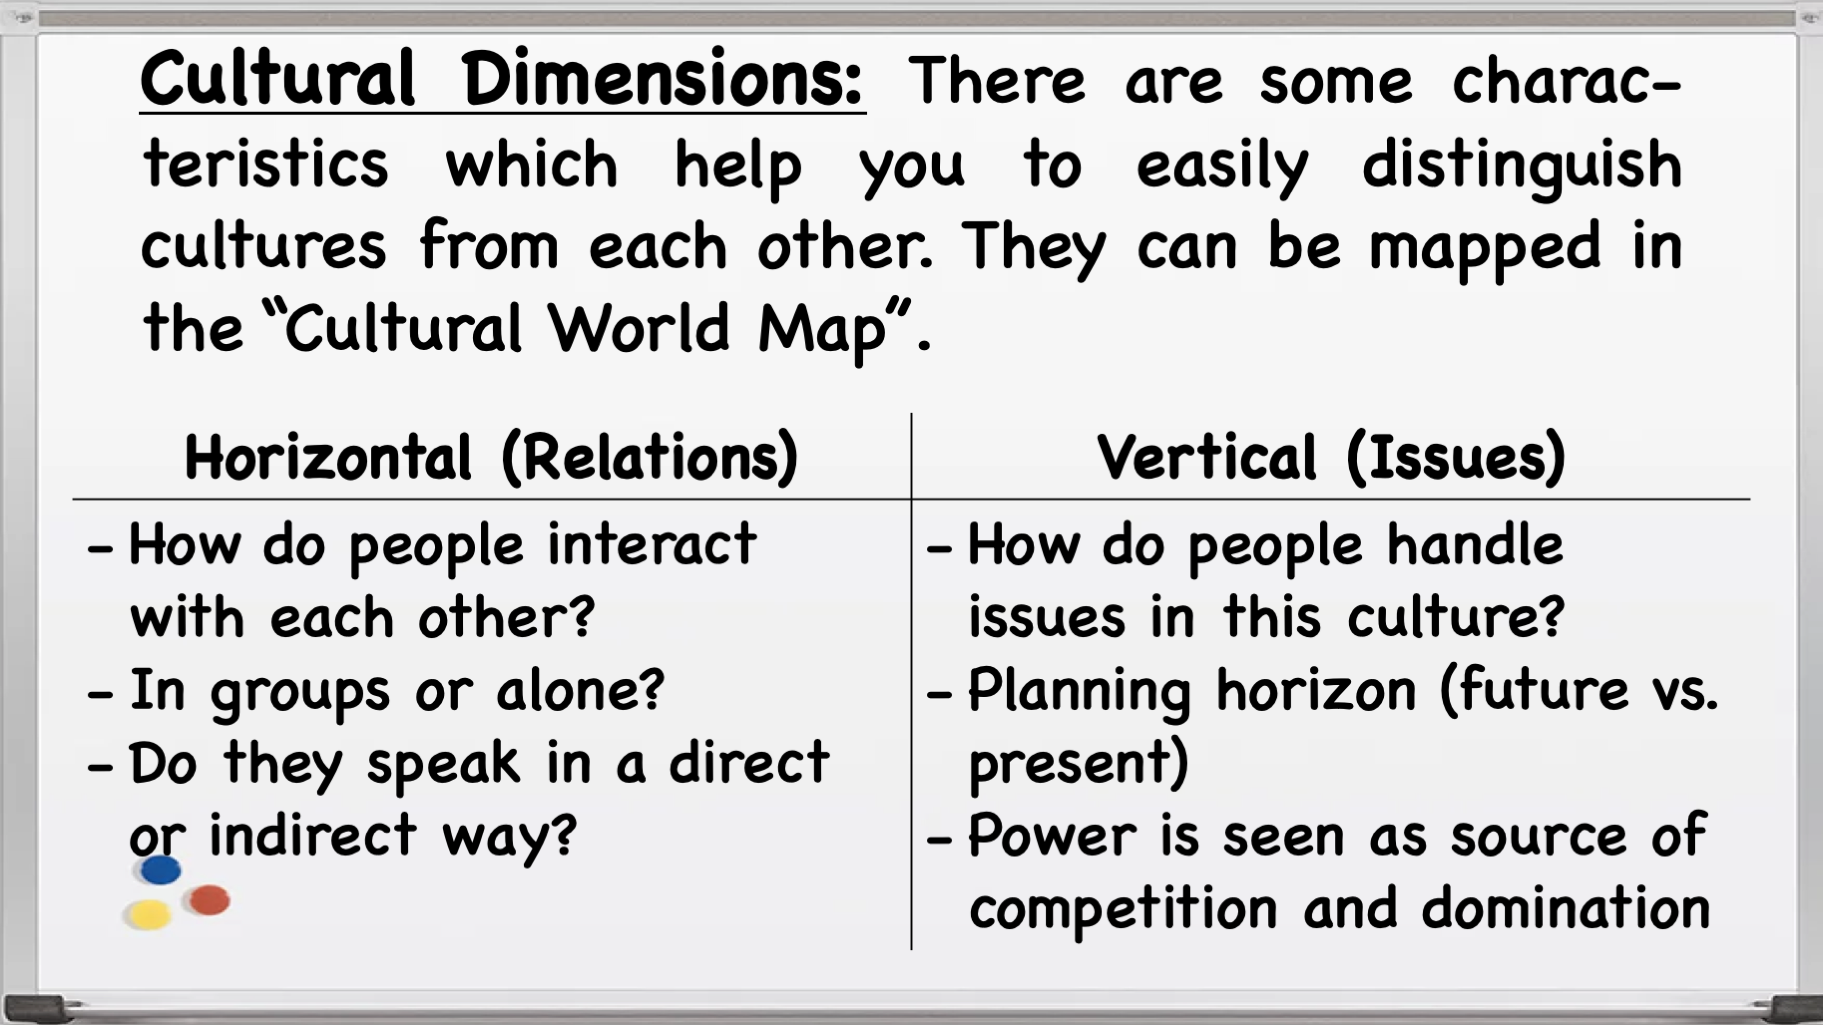 Cultural Dimensions: There are some charac-
teristics which help you to easily distinguish
cultures from each other. They can be mapped in
the “Cultural World Map”.
Horizontal (Relations)
- How do people interact
with each other?
- In groups or alone?
- Do they speak in a direct
or indirect way?
Vertical (Issues)
- How do people handle
issues in this culture?
- Planning horizon (future vs.
present)
- Power is seen as source of
competition and domination